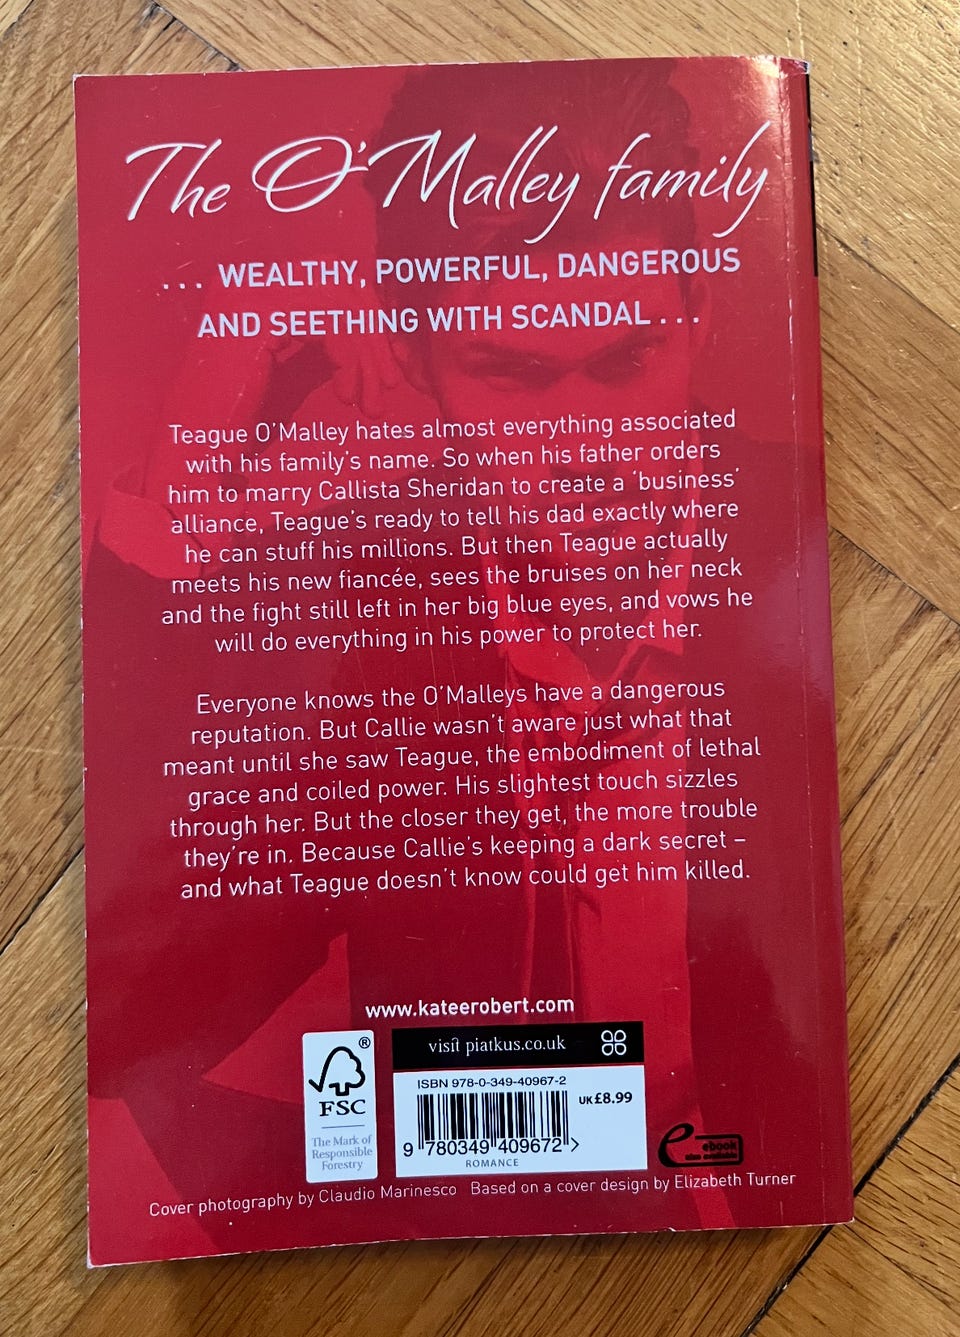 The O'Malley family
... WEALTHY, POWERFUL, DANGEROUS
AND SEETHING WITH SCANDAL ...
Teague O'Malley hates almost everything associated
with his family's name. So when his father orders
him to marry Callista Sheridan to create a 'business'
alliance, Teague's ready to tell his dad exactly where
he can stuff his millions. But then Teague actually
meets his new fiancée, sees the bruises on her neck
and the fight still left in her big blue eyes, and vows he
will do everything in his power to protect her.
Everyone knows the O'Malleys have a dangerous
reputation. But Callie wasn't aware just what that
meant until she saw Teague, the embodiment of lethal
grace and coiled power. His slightest touch sizzles
through her. But the closer they get, the more trouble
they're in. Because Callie's keeping a dark secret –
and what Teague doesn't know could get him killed.
www.kateerobert.com
®
FSC
The Mark of
Responsible
Forestry
visit piatkus.co.uk
ISBN 978-0-349-40967-2
UK £8.99
9 780349 409672 >
ROMANCE
ebook
also available
Cover photography by Claudio Marinesco Based on a cover design by Elizabeth Turner